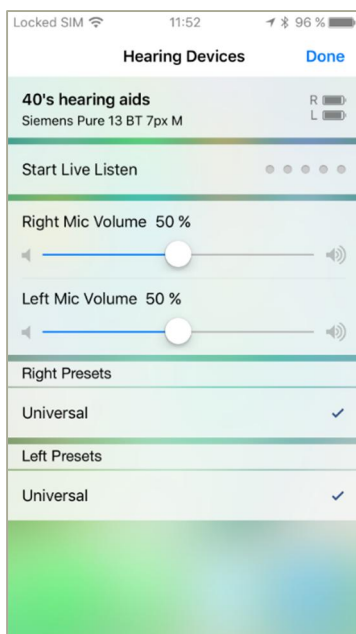 Locked SIM 11:52 96 %
Hearing Devices Done
40's hearing aids R
Siemens Pure 13 BT 7px M L
Start Live Listen
Right Mic Volume 50 %
Left Mic Volume 50 %
Right Presets
Universal
Left Presets
Universal